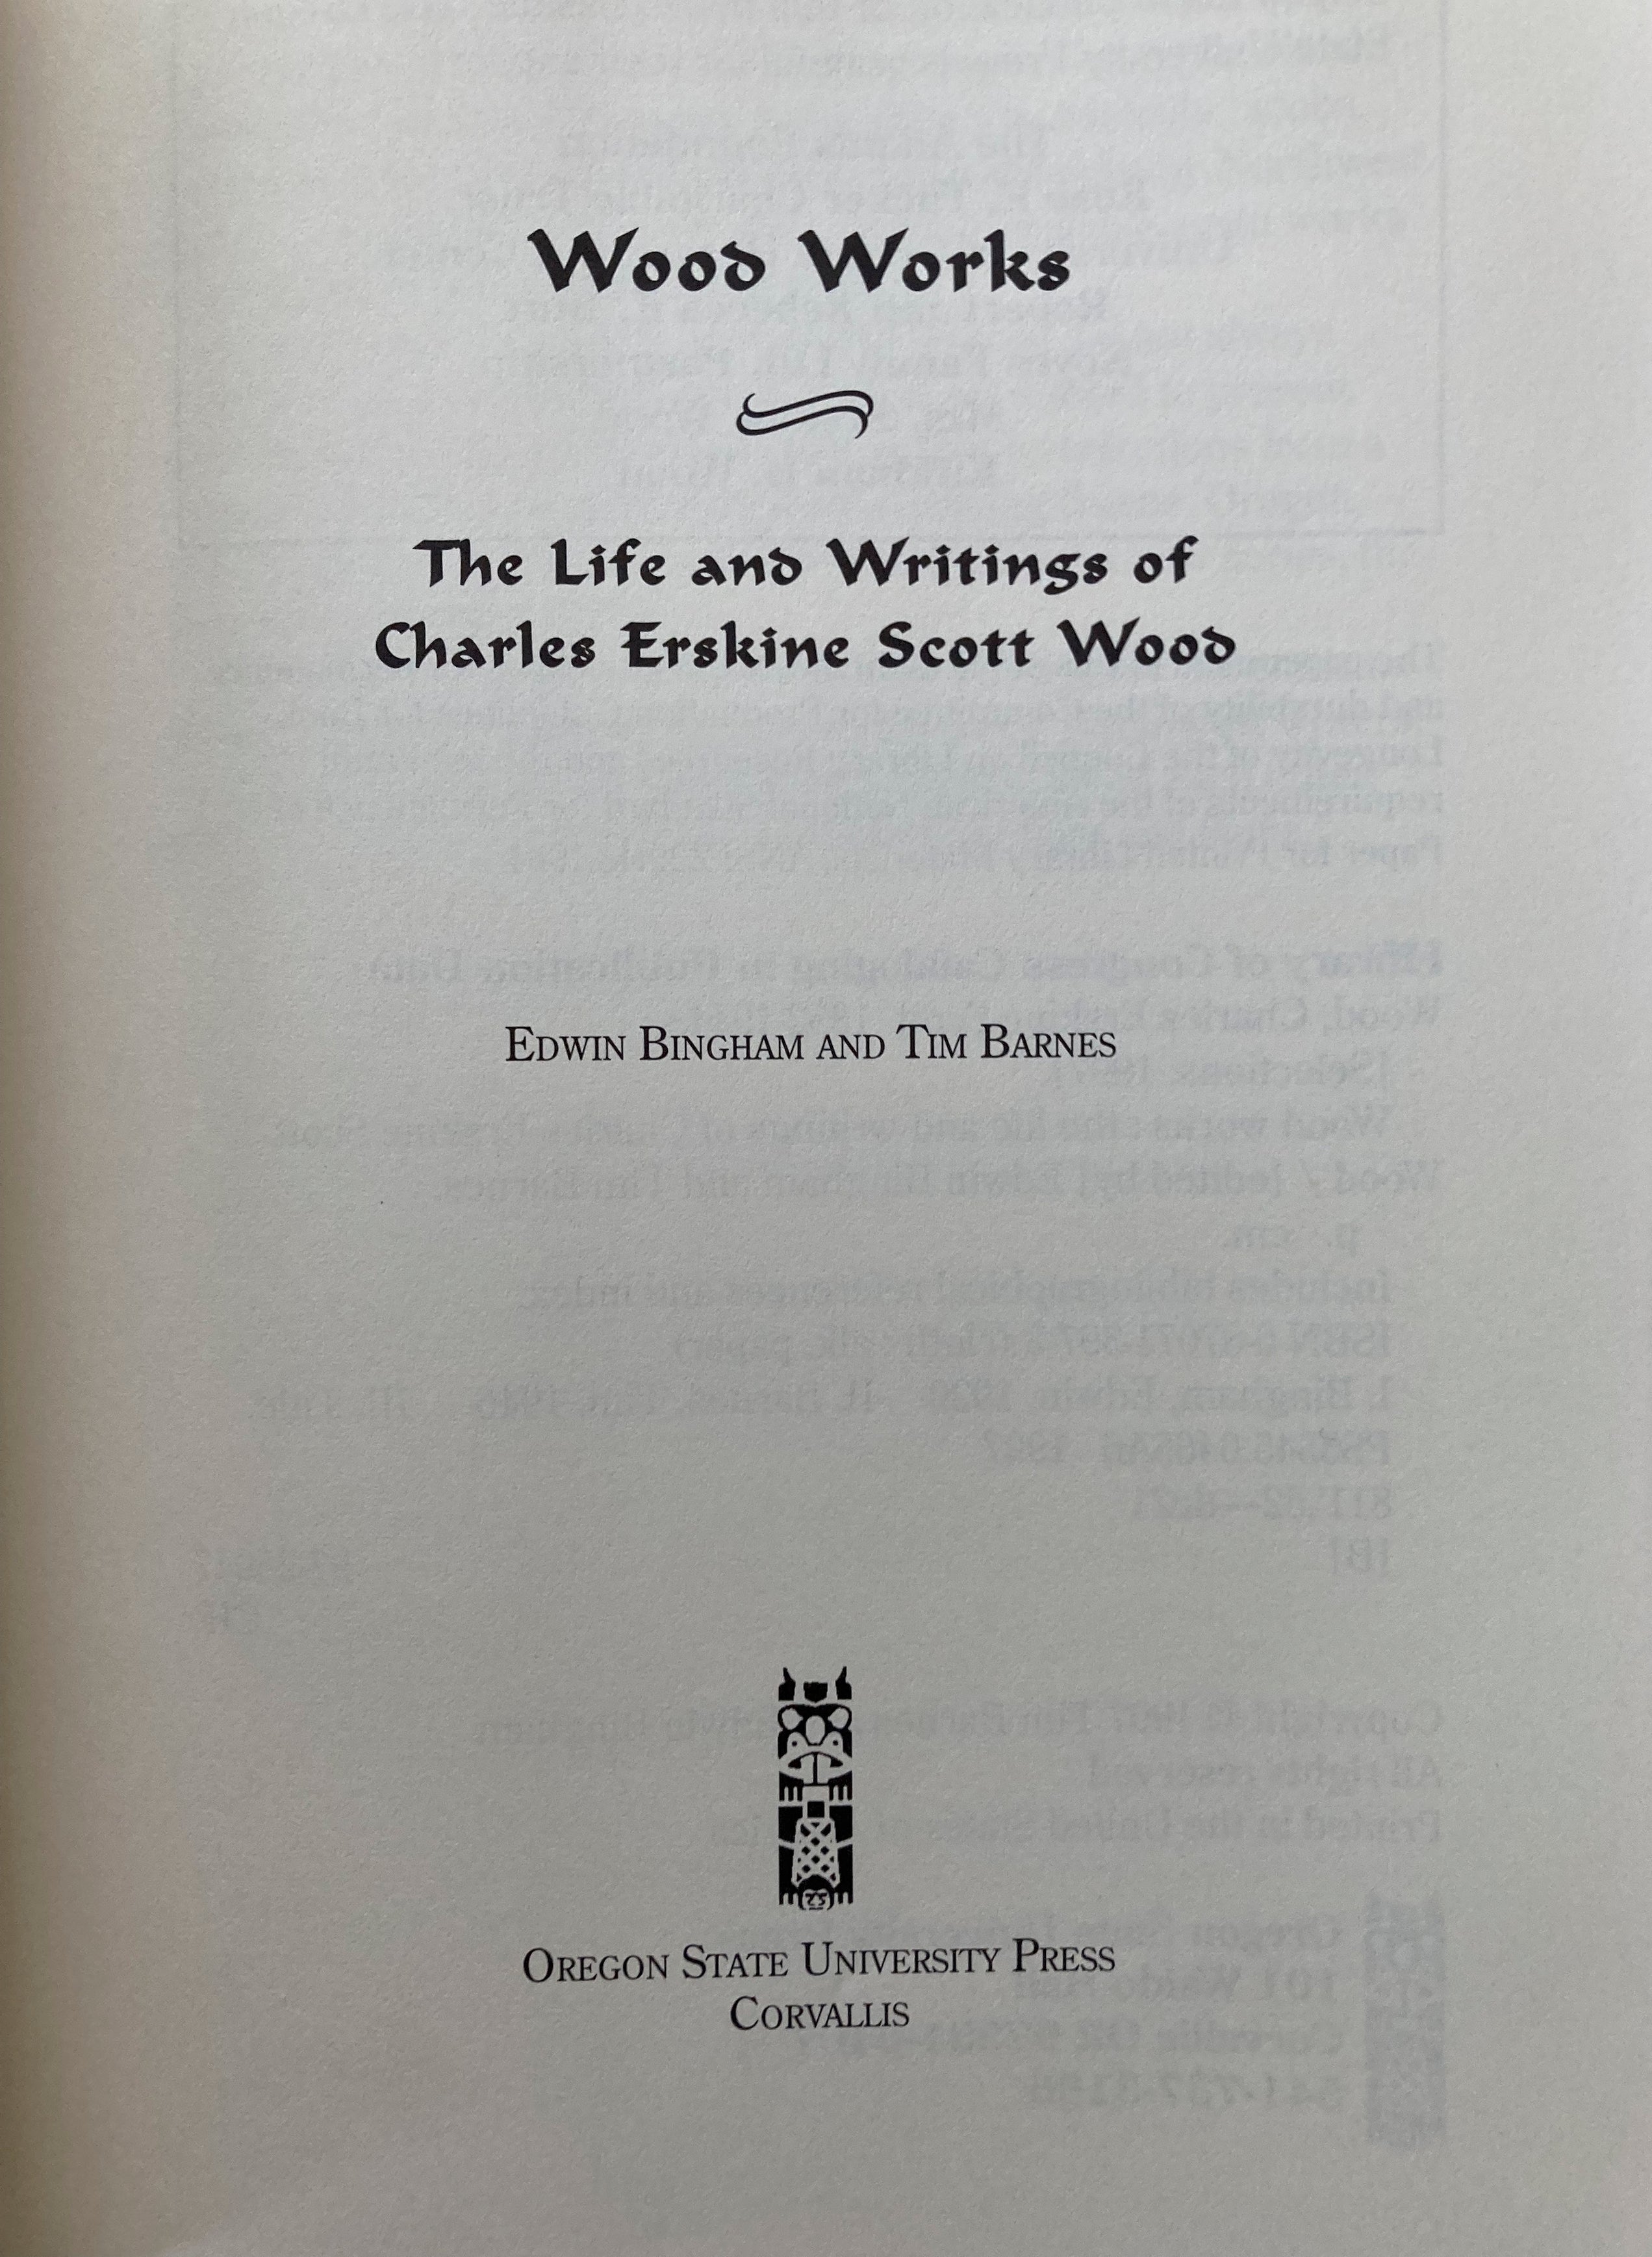 Wood Works
The Life and Writings of
Charles Erskine Scott Wood
EDWIN BINGHAM AND TIM BARNES
OREGON STATE UNIVERSITY PRESS
CORVALLIS